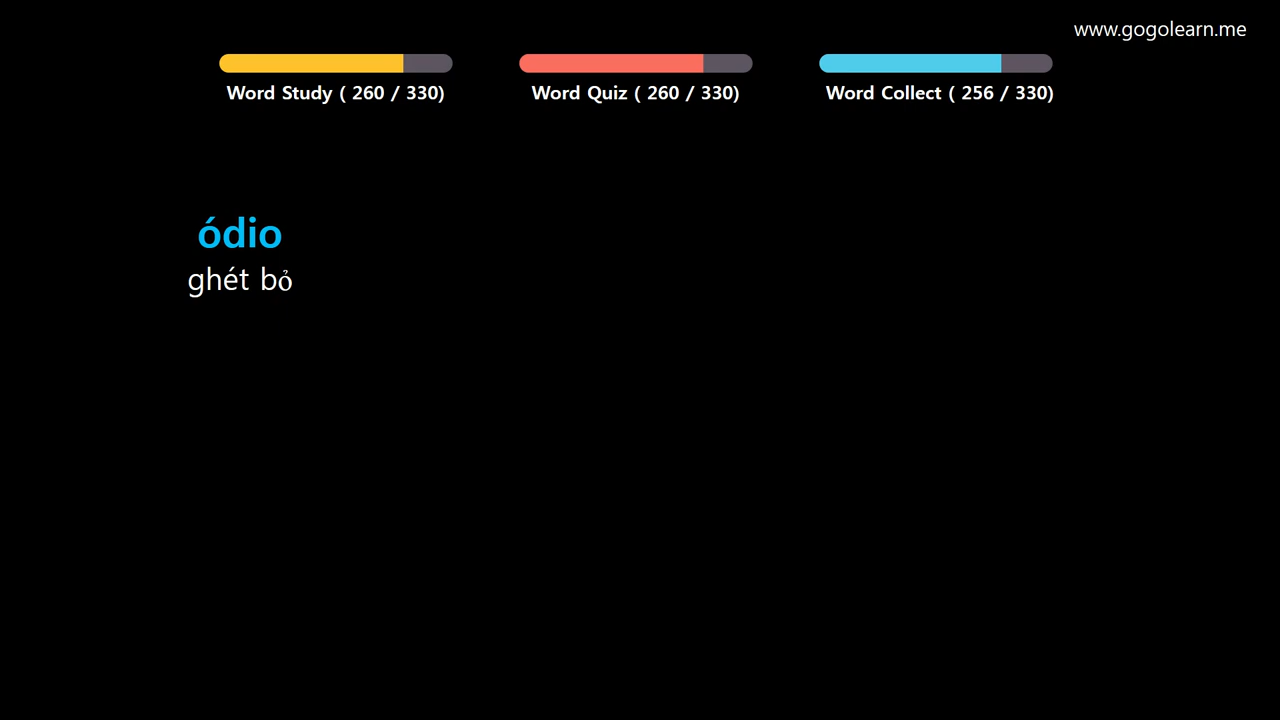 www.gogolearn.me
Word Study ( 260 / 330)
Word Quiz ( 260 / 330)
Word Collect ( 256 / 330)
ódio
ghét bỏ